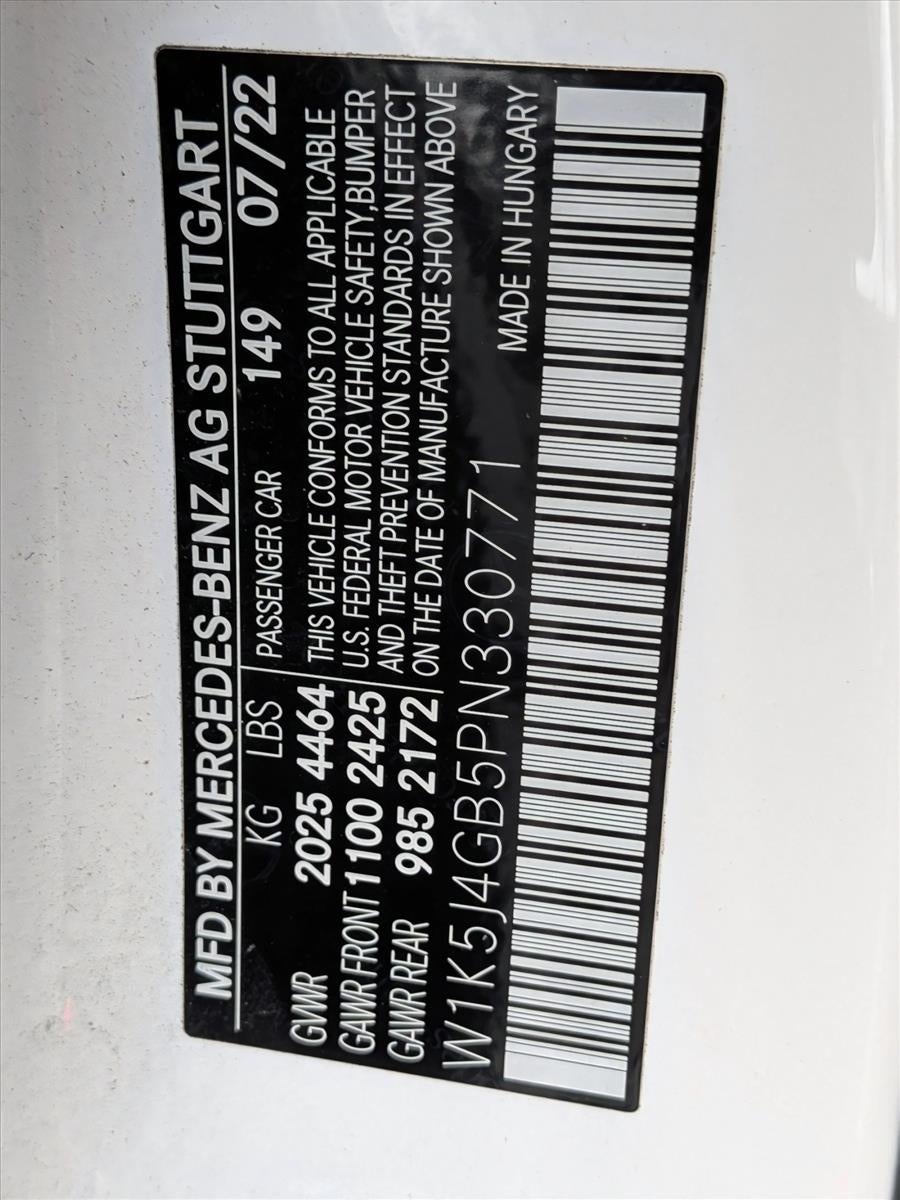 MFD BY MERCEDES-BENZ AG STUTTGART
KG LBS PASSENGER CAR 149 07/22
GVWR 2025 4464 THIS VEHICLE CONFORMS TO ALL APPLICABLE
GAWR FRONT 1100 2425 U.S. FEDERAL MOTOR VEHICLE SAFETY,BUMPER
GAWR REAR 985 2172 AND THEFT PREVENTION STANDARDS IN EFFECT
ON THE DATE OF MANUFACTURE SHOWN ABOVE
W1K5J4GB5PN330771 MADE IN HUNGARY